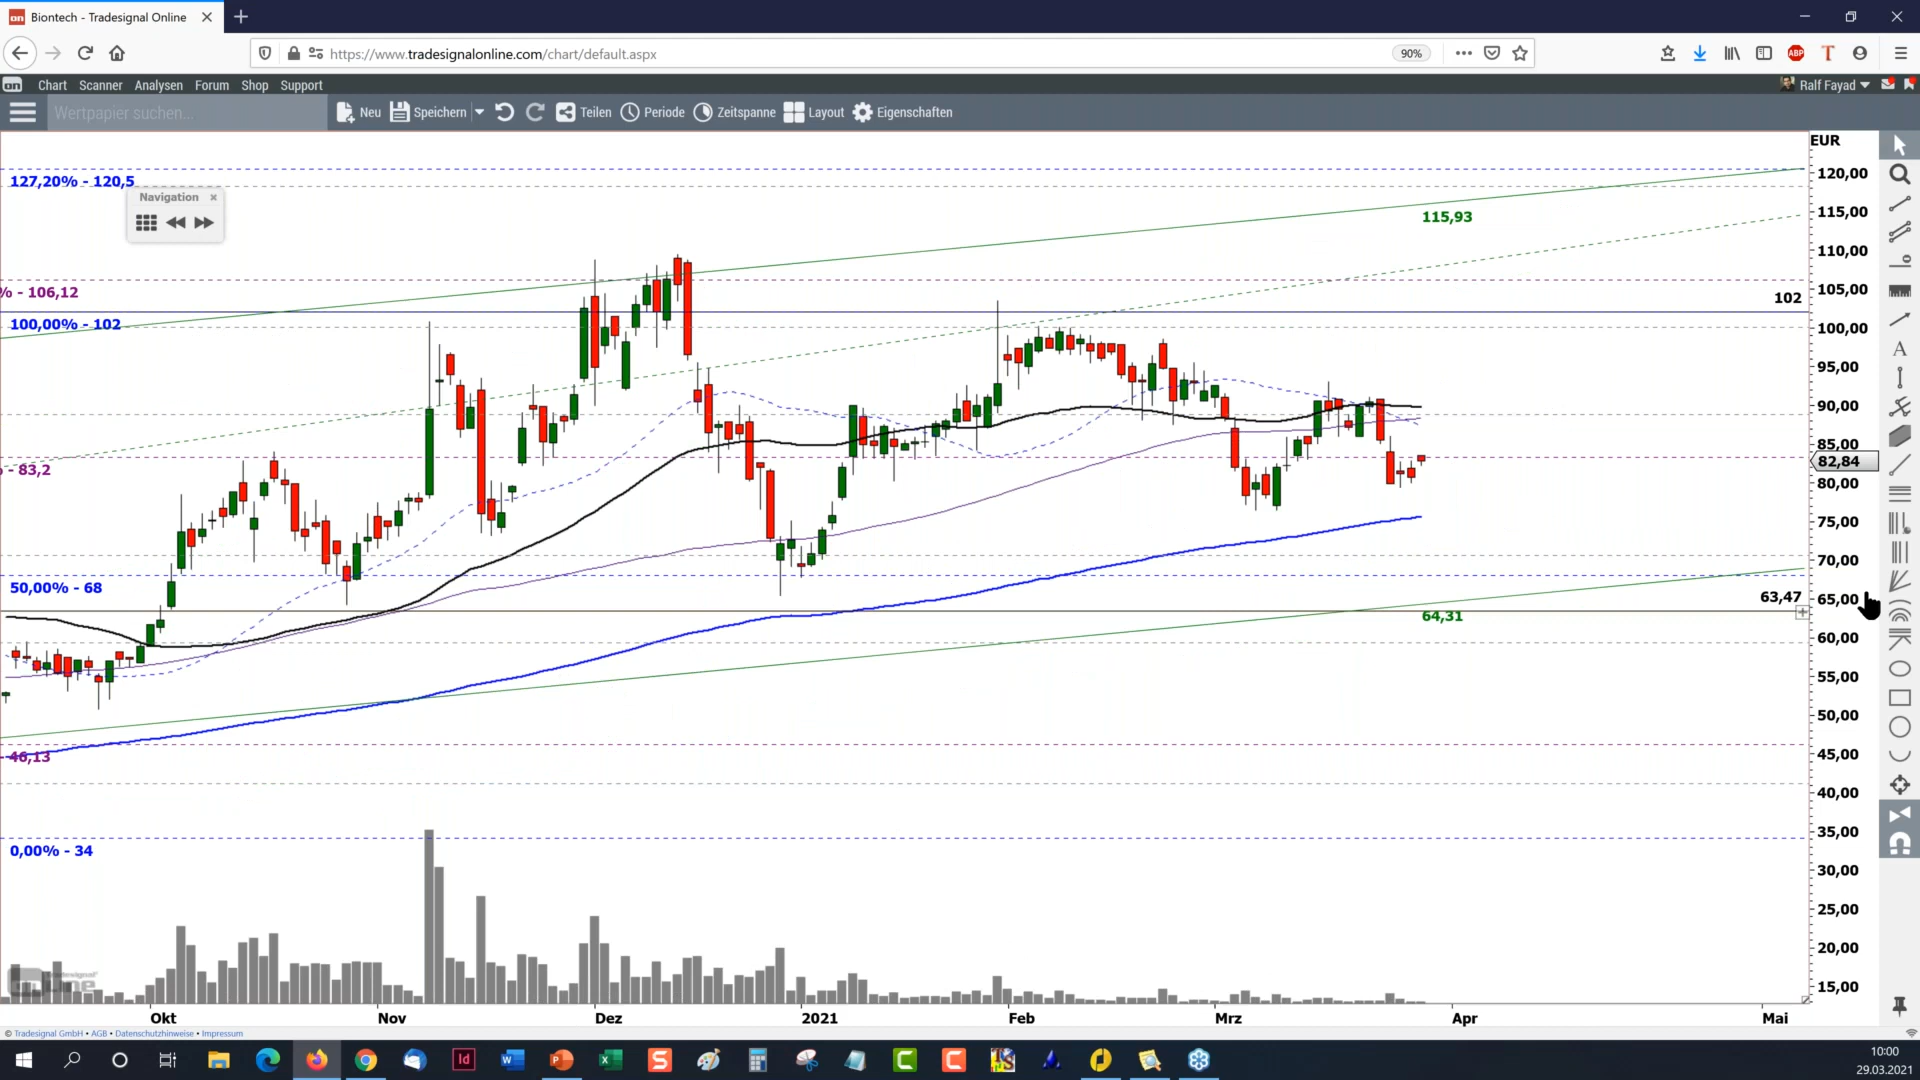 on Biontech - Tradesignal Online
https://www.tradesignalonline.com/chart/default.aspx
90%
ABP
T
on Chart Scanner Analysen Forum Shop Support
Ralf Fayad
Wertpapier suchen...
Neu Speichern Teilen Periode Zeitspanne Layout Eigenschaften
EUR
127,20% - 120,5
Navigation
115,93
% - 106,12
102
100,00% - 102
- 83,2
50,00% - 68
63,47
64,31
- 46,13
0,00% - 34
120,00
115,00
110,00
105,00
100,00
95,00
90,00
85,00
82,84
80,00
75,00
70,00
65,00
60,00
55,00
50,00
45,00
40,00
35,00
30,00
25,00
20,00
15,00
A
Tradesignal
onLine
Okt Nov Dez 2021 Feb Mrz Apr Mai
© Tradesignal GmbH • AGB • Datenschutzhinweise • Impressum
10:00
29.03.2021